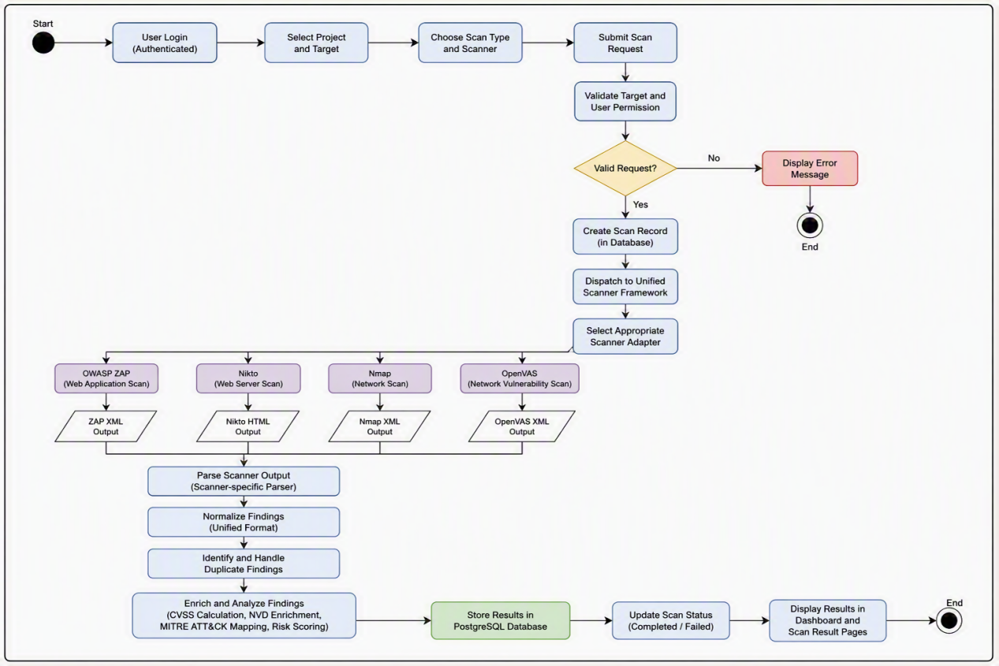 Start
User Login
(Authenticated)
Select Project
and Target
Choose Scan Type
and Scanner
Submit Scan
Request
Validate Target and
User Permission
Valid Request?
No
Display Error
Message
End
Yes
Create Scan Record
(in Database)
Dispatch to Unified
Scanner Framework
Select Appropriate
Scanner Adapter
OWASP ZAP
(Web Application Scan)
Nikto
(Web Server Scan)
Nmap
(Network Scan)
OpenVAS
(Network Vulnerability Scan)
ZAP XML
Output
Nikto HTML
Output
Nmap XML
Output
OpenVAS XML
Output
Parse Scanner Output
(Scanner-specific Parser)
Normalize Findings
(Unified Format)
Identify and Handle
Duplicate Findings
Enrich and Analyze Findings
(CVSS Calculation, NVD Enrichment,
MITRE ATT&CK Mapping, Risk Scoring)
Store Results in
PostgreSQL Database
Update Scan Status
(Completed / Failed)
Display Results in
Dashboard and
Scan Result Pages
End